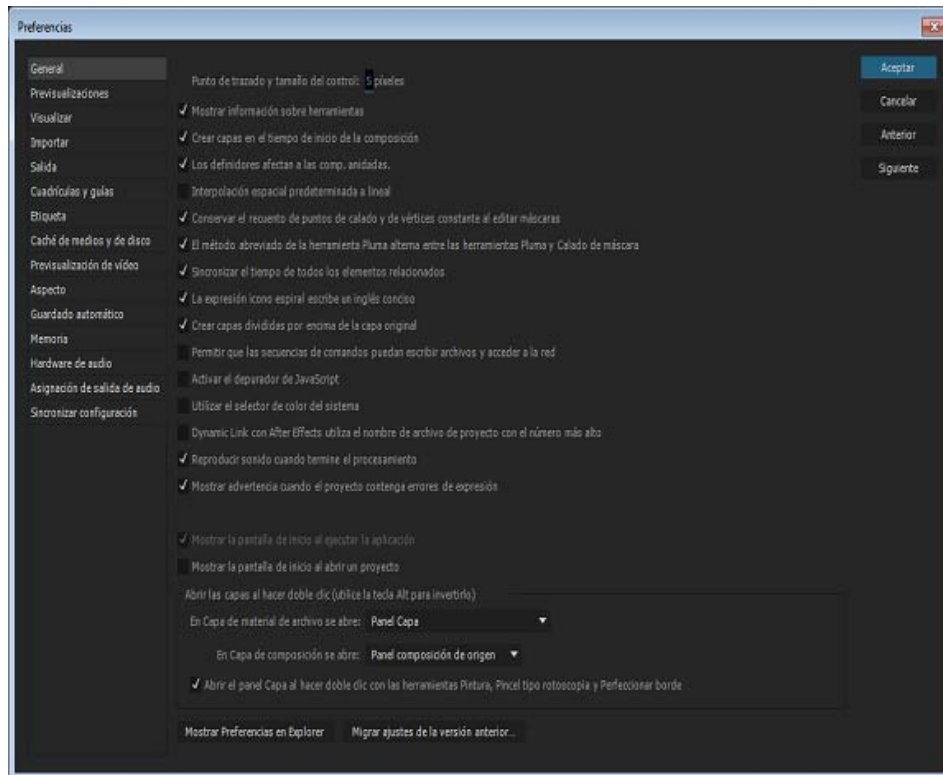 Preferencias
General
Previsualizaciones
Visualizar
Importar
Salida
Cuadrículas y guías
Etiqueta
Caché de medios y de disco
Previsualización de vídeo
Aspecto
Guardado automático
Memoria
Hardware de audio
Asignación de salida de audio
Sincronizar configuración
Punto de trazado y tamaño del control: 5 píxeles
Mostrar información sobre herramientas
Crear capas en el tiempo de inicio de la composición
Los definidores afectan a las comp. anidadas.
Interpolación espacial predeterminada a lineal
Conservar el recuento de puntos de calado y de vértices constante al editar máscaras
El método abreviado de la herramienta Pluma alterna entre las herramientas Pluma y Calado de máscara
Sincronizar el tiempo de todos los elementos relacionados
La expresión icono espiral escribe un inglés conciso
Crear capas divididas por encima de la capa original
Permitir que las secuencias de comandos puedan escribir archivos y acceder a la red
Activar el depurador de JavaScript
Utilizar el selector de color del sistema
Dynamic Link con After Effects utiliza el nombre de archivo de proyecto con el número más alto
Reproducir sonido cuando termine el procesamiento
Mostrar advertencia cuando el proyecto contenga errores de expresión
Mostrar la pantalla de inicio al ejecutar la aplicación
Mostrar la pantalla de inicio al abrir un proyecto
Abrir las capas al hacer doble clic (utilice la tecla Alt para invertirlo)
En Capa de material de archivo se abre: Panel Capa
En Capa de composición se abre: Panel composición de origen
Abrir el panel Capa al hacer doble clic con las herramientas Pintura, Pincel tipo rotoscopia y Perfeccionar borde
Mostrar Preferencias en Explorer
Migrar ajustes de la versión anterior...
Aceptar
Cancelar
Anterior
Siguiente